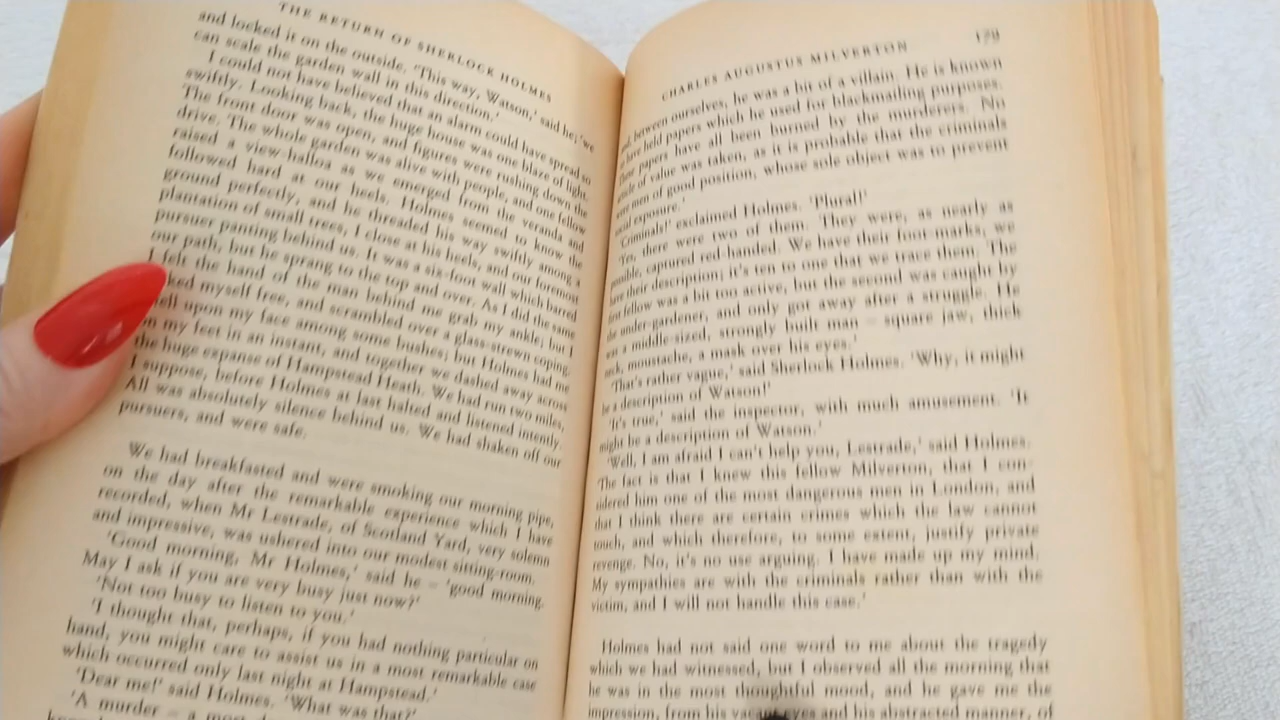 THE RETURN OF SHERLOCK HOLMES
and locked it on the outside. 'This way, Watson,' said he; 'we
can scale the garden wall in this direction.'
I could not have believed that an alarm could have spread so
swiftly. Looking back, the huge house was one blaze of light.
The front door was open, and figures were rushing down the
drive. The whole garden was alive with people, and one fellow
raised a view-halloa as we emerged from the veranda and
followed hard at our heels. Holmes seemed to know the
ground perfectly, and he threaded his way swiftly among a
plantation of small trees, I close at his heels, and our foremost
pursuer panting behind us. It was a six-foot wall which barred
our path, but he sprang to the top and over. As I did the same
I felt the hand of the man behind me grab my ankle; but I
ked myself free, and scrambled over a glass-strewn coping.
ell upon my face among some bushes; but Holmes had me
on my feet in an instant, and together we dashed away across
the huge expanse of Hampstead Heath. We had run two miles,
I suppose, before Holmes at last halted and listened intently.
All was absolutely silence behind us. We had shaken off our
pursuers, and were safe.
We had breakfasted and were smoking our morning pipe,
on the day after the remarkable experience which I have
recorded, when Mr Lestrade, of Scotland Yard, very solemn
and impressive, was ushered into our modest sitting-room.
'Good morning, Mr Holmes,' said he – 'good morning.
May I ask if you are very busy just now?'
'Not too busy to listen to you.'
'I thought that, perhaps, if you had nothing particular on
hand, you might care to assist us in a most remarkable case
which occurred only last night at Hampstead.'
'Dear me!' said Holmes. 'What was that?'
'A murder – a most
CHARLES AUGUSTUS MILVERTON 179
and, between ourselves, he was a bit of a villain. He is known
to have held papers which he used for blackmailing purposes.
These papers have all been burned by the murderers. No
article of value was taken, as it is probable that the criminals
were men of good position, whose sole object was to prevent
social exposure.'
'Criminals!' exclaimed Holmes. 'Plural!'
'Yes, there were two of them. They were, as nearly as
possible, captured red-handed. We have their foot-marks; we
have their description; it's ten to one that we trace them. The
first fellow was a bit too active, but the second was caught by
the under-gardener, and only got away after a struggle. He
was a middle-sized, strongly built man – square jaw, thick
neck, moustache, a mask over his eyes.'
'That's rather vague,' said Sherlock Holmes. 'Why, it might
be a description of Watson!'
'It's true,' said the inspector, with much amusement. 'It
might be a description of Watson.'
'Well, I am afraid I can't help you, Lestrade,' said Holmes.
'The fact is that I knew this fellow Milverton, that I con-
sidered him one of the most dangerous men in London, and
that I think there are certain crimes which the law cannot
touch, and which therefore, to some extent, justify private
revenge. No, it's no use arguing. I have made up my mind.
My sympathies are with the criminals rather than with the
victim, and I will not handle this case.'
Holmes had not said one word to me about the tragedy
which we had witnessed, but I observed all the morning that
he was in the most thoughtful mood, and he gave me the
impression, from his vacant eyes and his abstracted manner, of